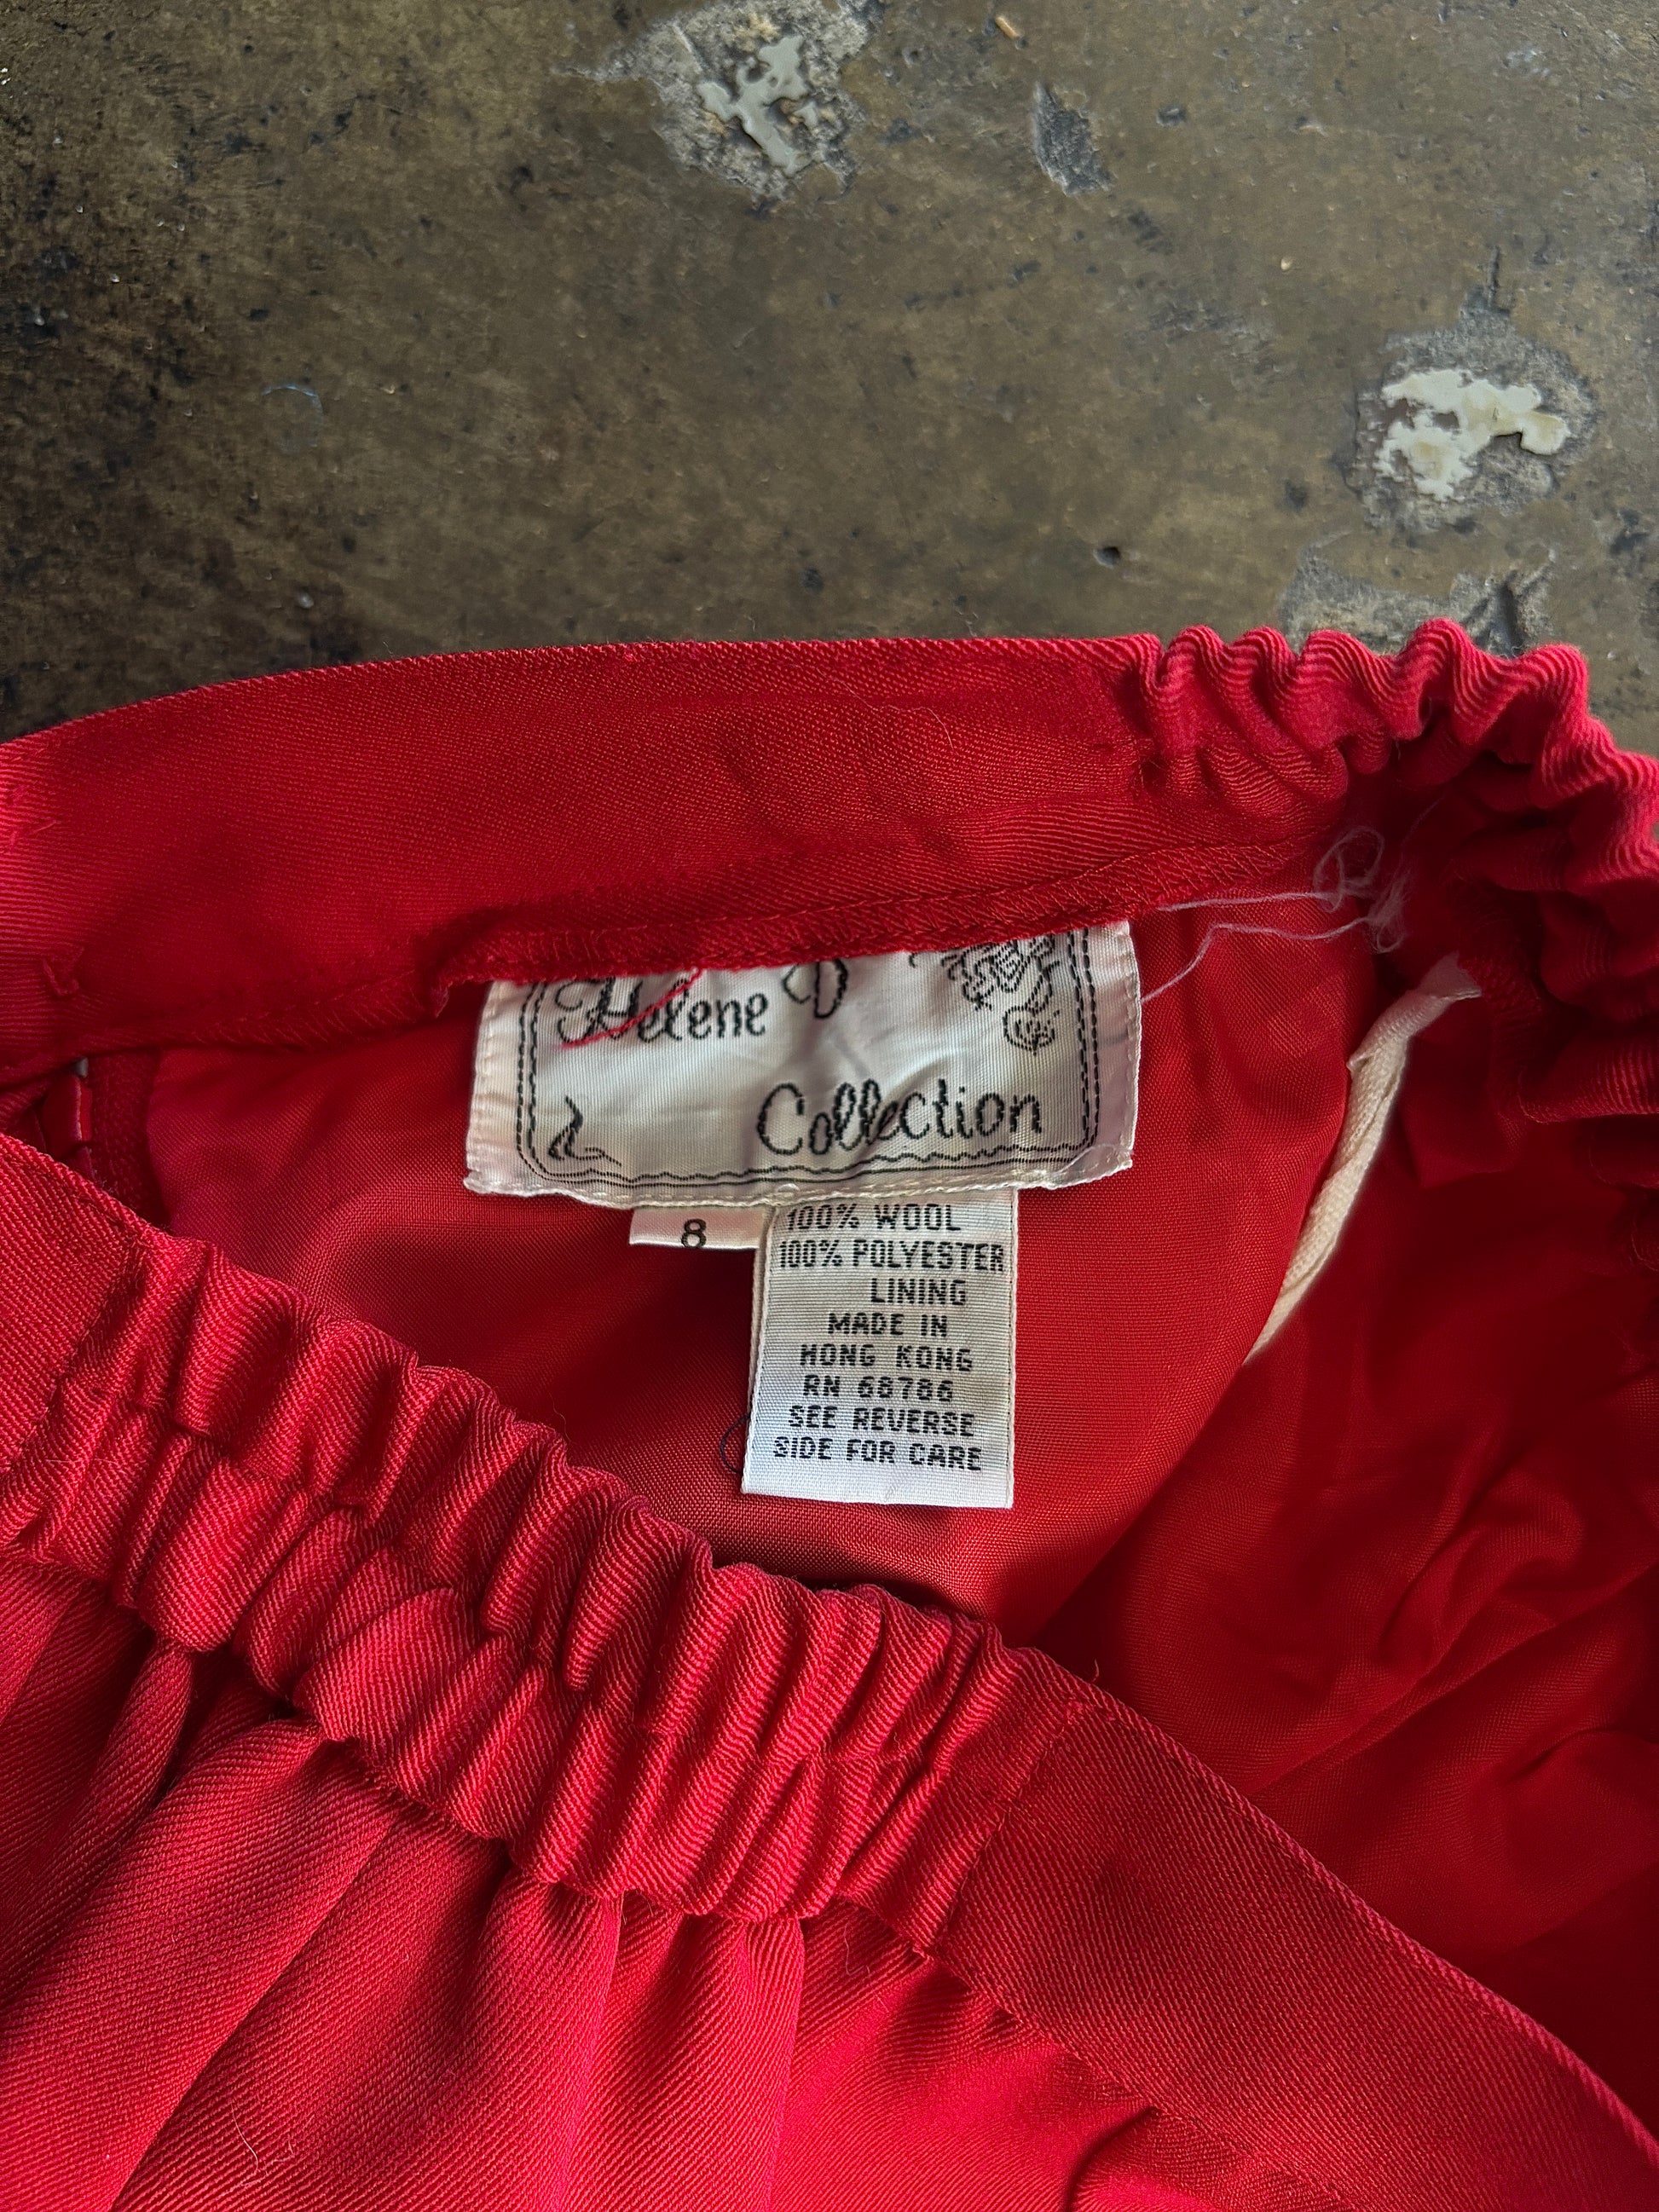 Helene D
Collection
8
100% WOOL
100% POLYESTER
LINING
MADE IN
HONG KONG
RN 68786
SEE REVERSE
SIDE FOR CARE